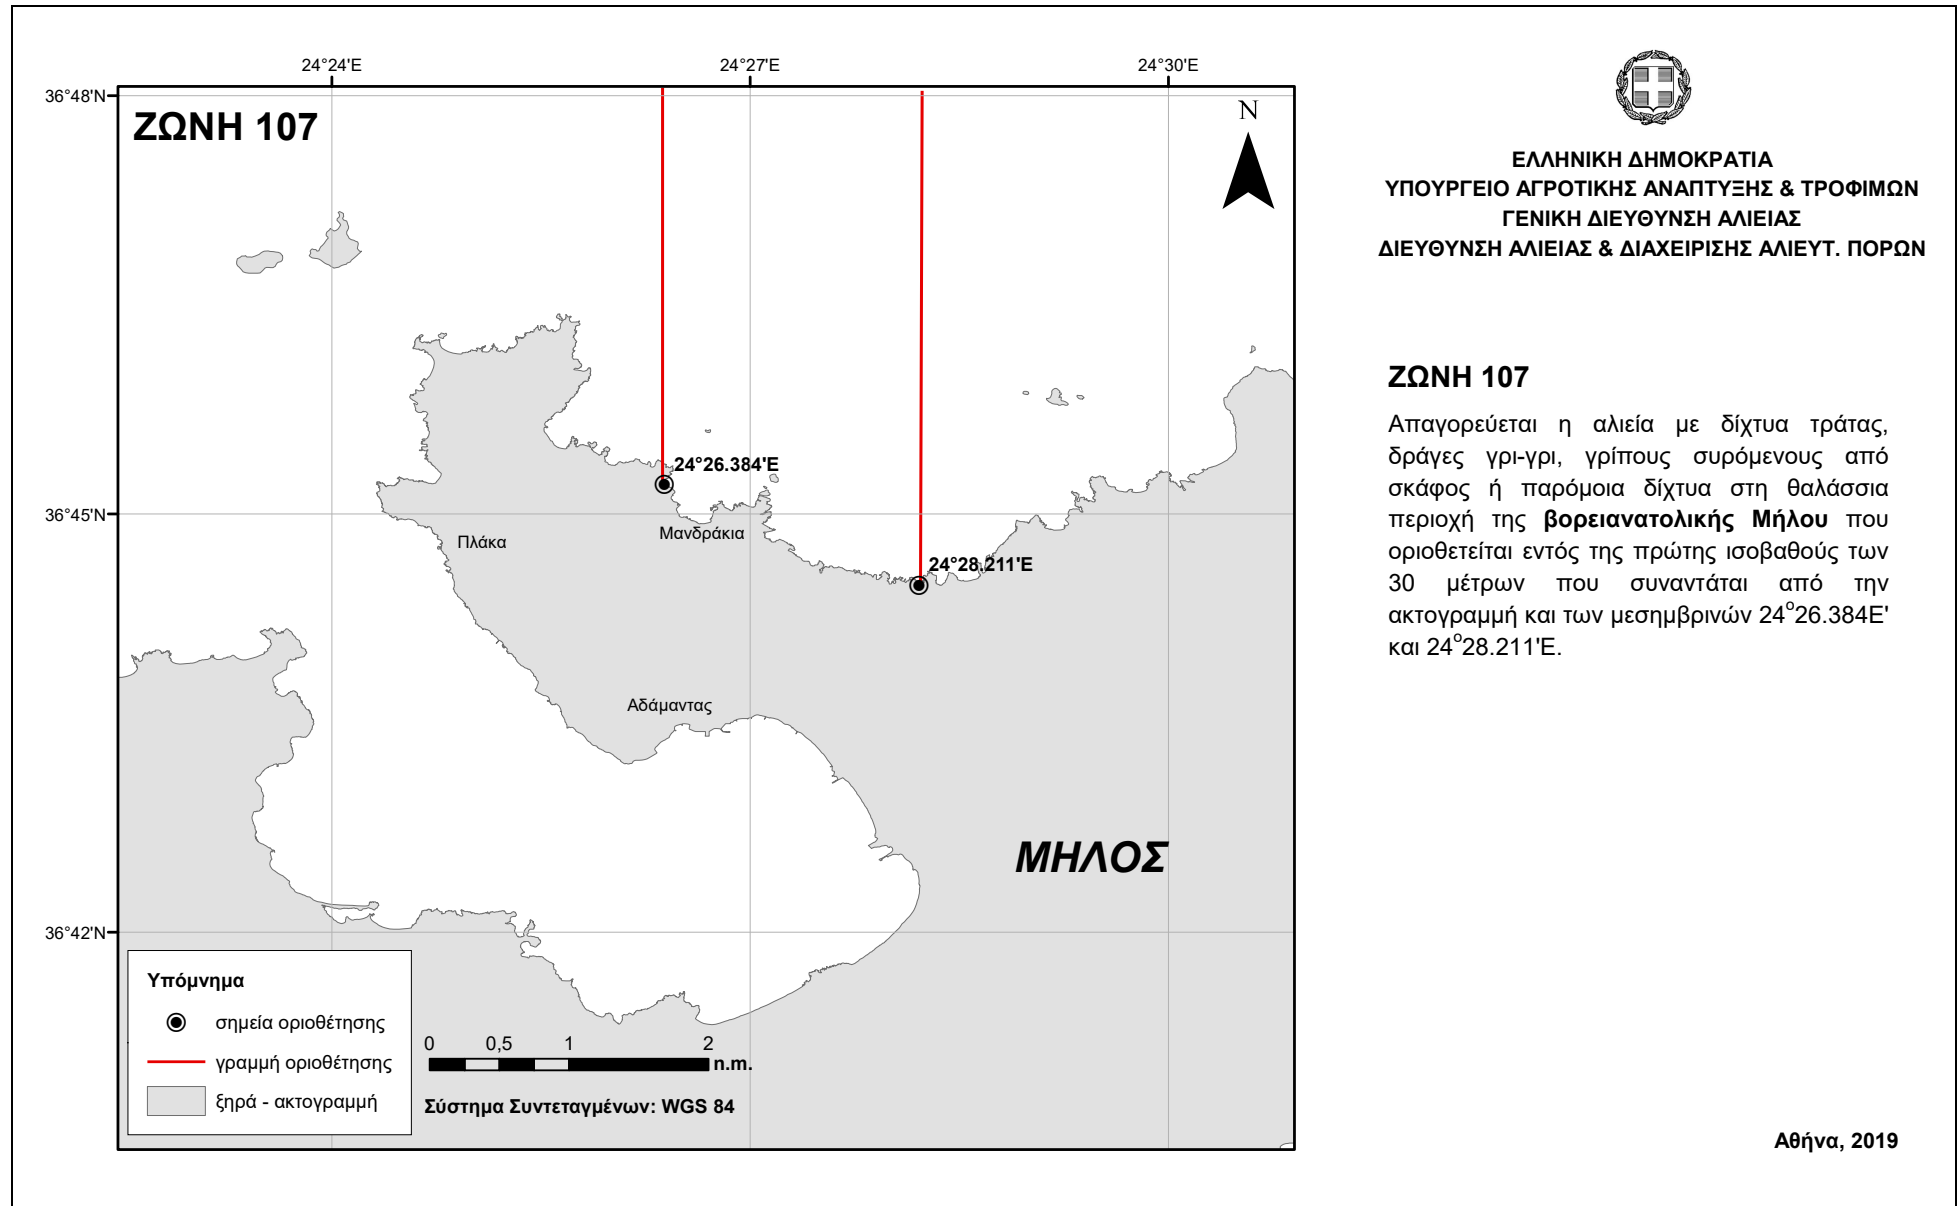 24°24'E
24°27'E
24°30'E
36°48'N
ΖΩΝΗ 107
N
24°26.384'E
36°45'N
Μανδράκια
Πλάκα
24°28.211'E
Αδάμαντας
ΜΗΛΟΣ
36°42'N
Υπόμνημα
σημεία οριοθέτησης
γραμμή οριοθέτησης
ξηρά - ακτογραμμή
0 0,5 1 2
n.m.
Σύστημα Συντεταγμένων: WGS 84
ΕΛΛΗΝΙΚΗ ΔΗΜΟΚΡΑΤΙΑ
ΥΠΟΥΡΓΕΙΟ ΑΓΡΟΤΙΚΗΣ ΑΝΑΠΤΥΞΗΣ & ΤΡΟΦΙΜΩΝ
ΓΕΝΙΚΗ ΔΙΕΥΘΥΝΣΗ ΑΛΙΕΙΑΣ
ΔΙΕΥΘΥΝΣΗ ΑΛΙΕΙΑΣ & ΔΙΑΧΕΙΡΙΣΗΣ ΑΛΙΕΥΤ. ΠΟΡΩΝ
ΖΩΝΗ 107
Απαγορεύεται η αλιεία με δίχτυα τράτας,
δράγες γρι-γρι, γρίπους συρόμενους από
σκάφος ή παρόμοια δίχτυα στη θαλάσσια
περιοχή της βορειανατολικής Μήλου που
οριοθετείται εντός της πρώτης ισοβαθούς των
30 μέτρων που συναντάται από την
ακτογραμμή και των μεσημβρινών 24°26.384E'
και 24°28.211'E.
Αθήνα, 2019